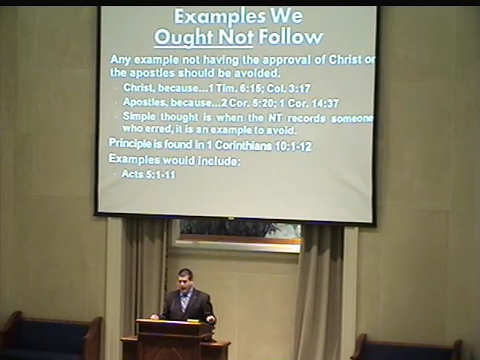 Examples We
Ought Not Follow
Any example not having the approval of Christ or
the apostles should be avoided.
Christ, because...1 Tim. 6:15; Col. 3:17
Apostles, because...2 Cor. 5:20; 1 Cor. 14:37
Simple thought is when the NT records someone
who erred, it is an example to avoid.
Principle is found in 1 Corinthians 10:1-12
Examples would include:
Acts 5:1-11